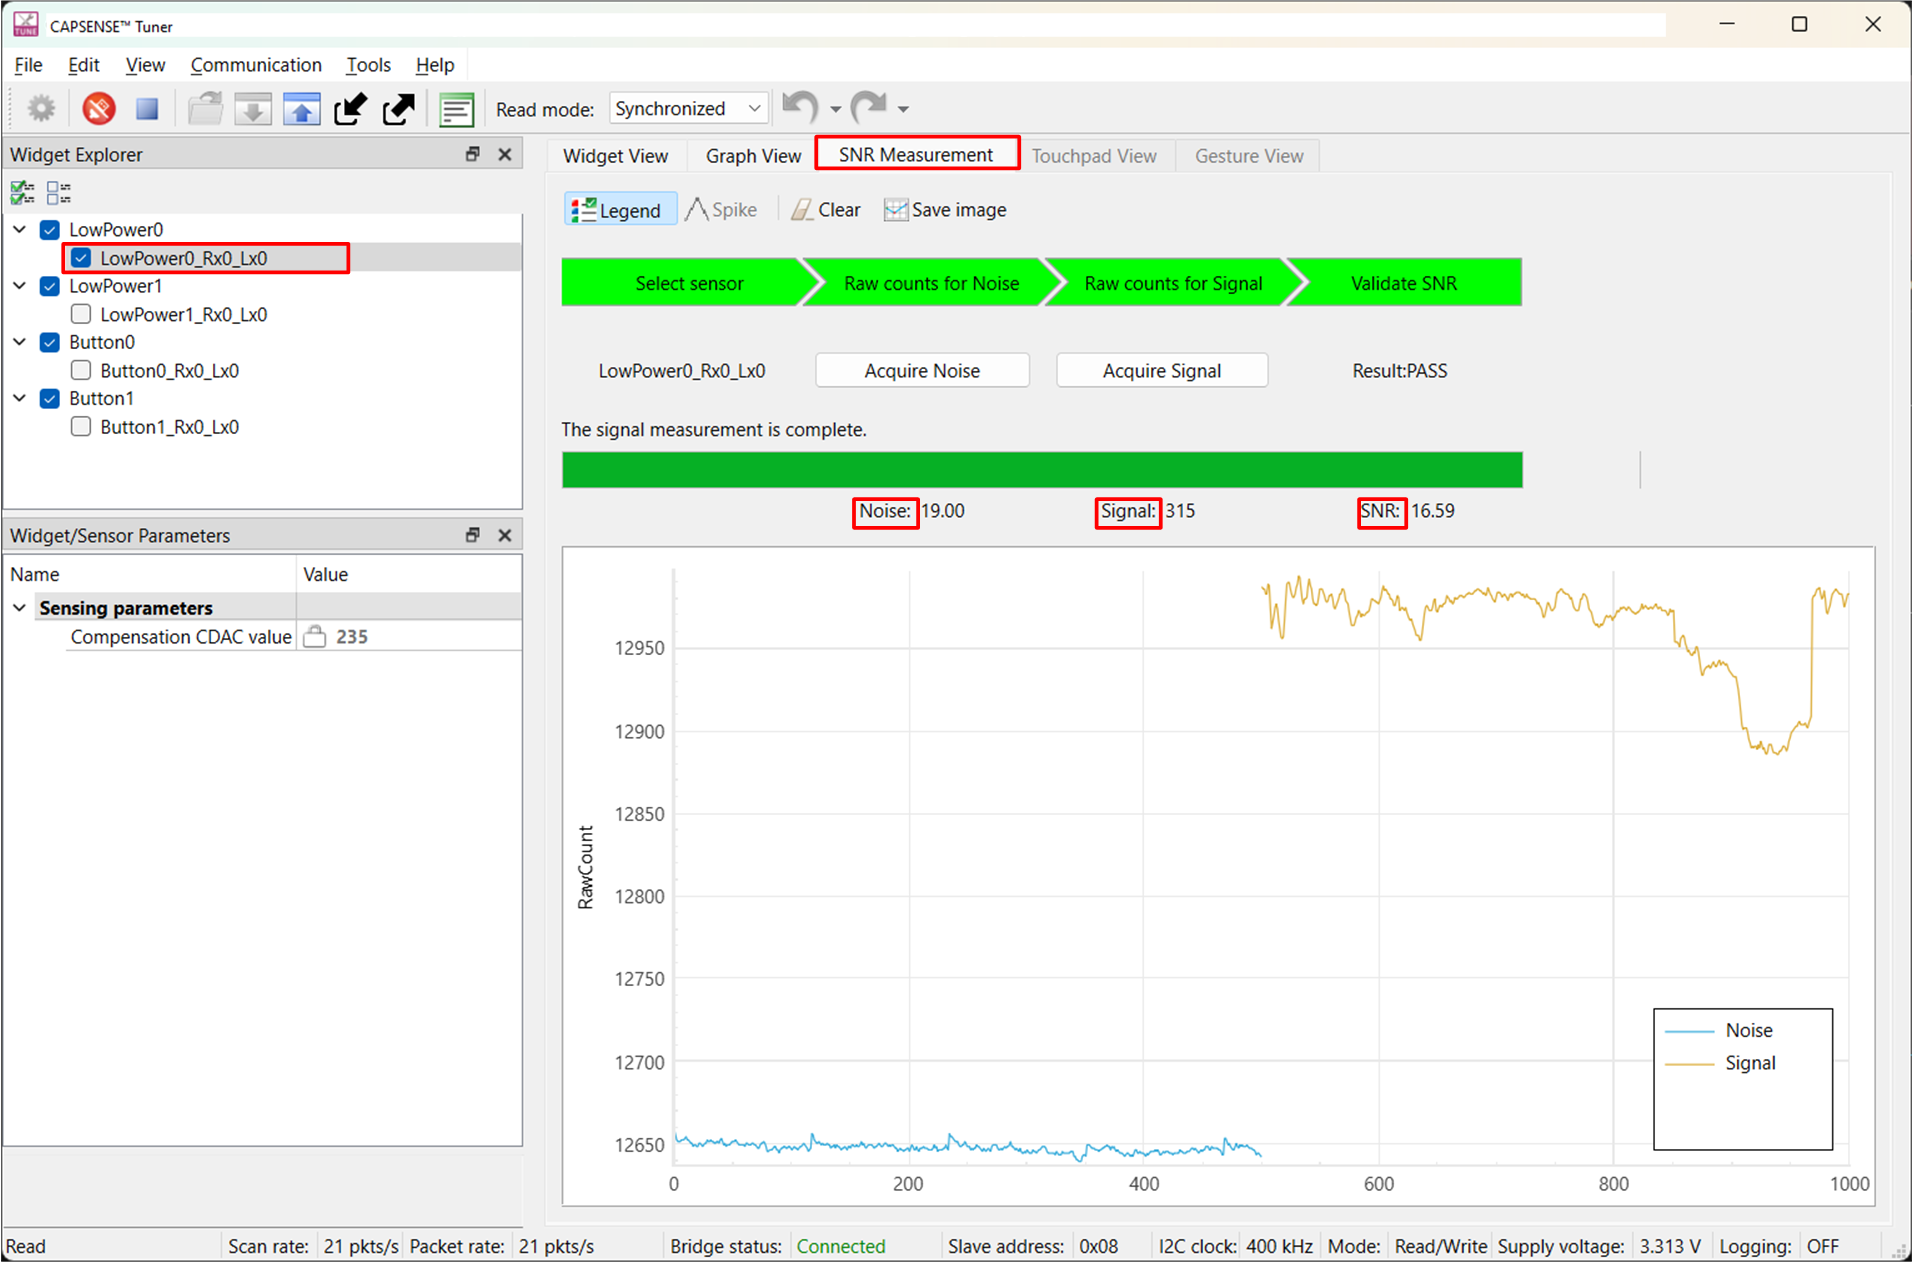 CAPSENSE™ Tuner
File Edit View Communication Tools Help
Read mode: Synchronized
Widget Explorer
LowPower0
LowPower0_Rx0_Lx0
LowPower1
LowPower1_Rx0_Lx0
Button0
Button0_Rx0_Lx0
Button1
Button1_Rx0_Lx0
Widget/Sensor Parameters
Name Value
Sensing parameters
Compensation CDAC value 235
Widget View Graph View SNR Measurement Touchpad View Gesture View
Legend Spike Clear Save image
Select sensor Raw counts for Noise Raw counts for Signal Validate SNR
LowPower0_Rx0_Lx0 Acquire Noise Acquire Signal Result:PASS
The signal measurement is complete.
Noise: 19.00 Signal: 315 SNR: 16.59
RawCount
12950
12900
12850
12800
12750
12700
12650
0 200 400 600 800 1000
Noise
Signal
Read Scan rate: 21 pkts/s Packet rate: 21 pkts/s Bridge status: Connected Slave address: 0x08 I2C clock: 400 kHz Mode: Read/Write Supply voltage: 3.313 V Logging: OFF